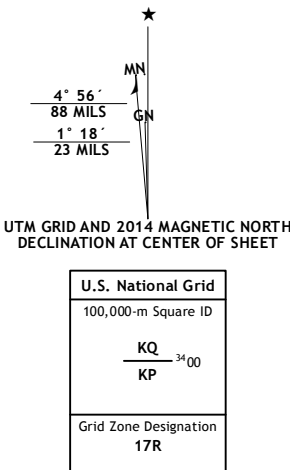 ★
MN
4° 56´
88 MILS
GN
1° 18´
23 MILS
UTM GRID AND 2014 MAGNETIC NORTH
DECLINATION AT CENTER OF SHEET
U.S. National Grid
100,000-m Square ID
KQ
3400
KP
Grid Zone Designation
17R